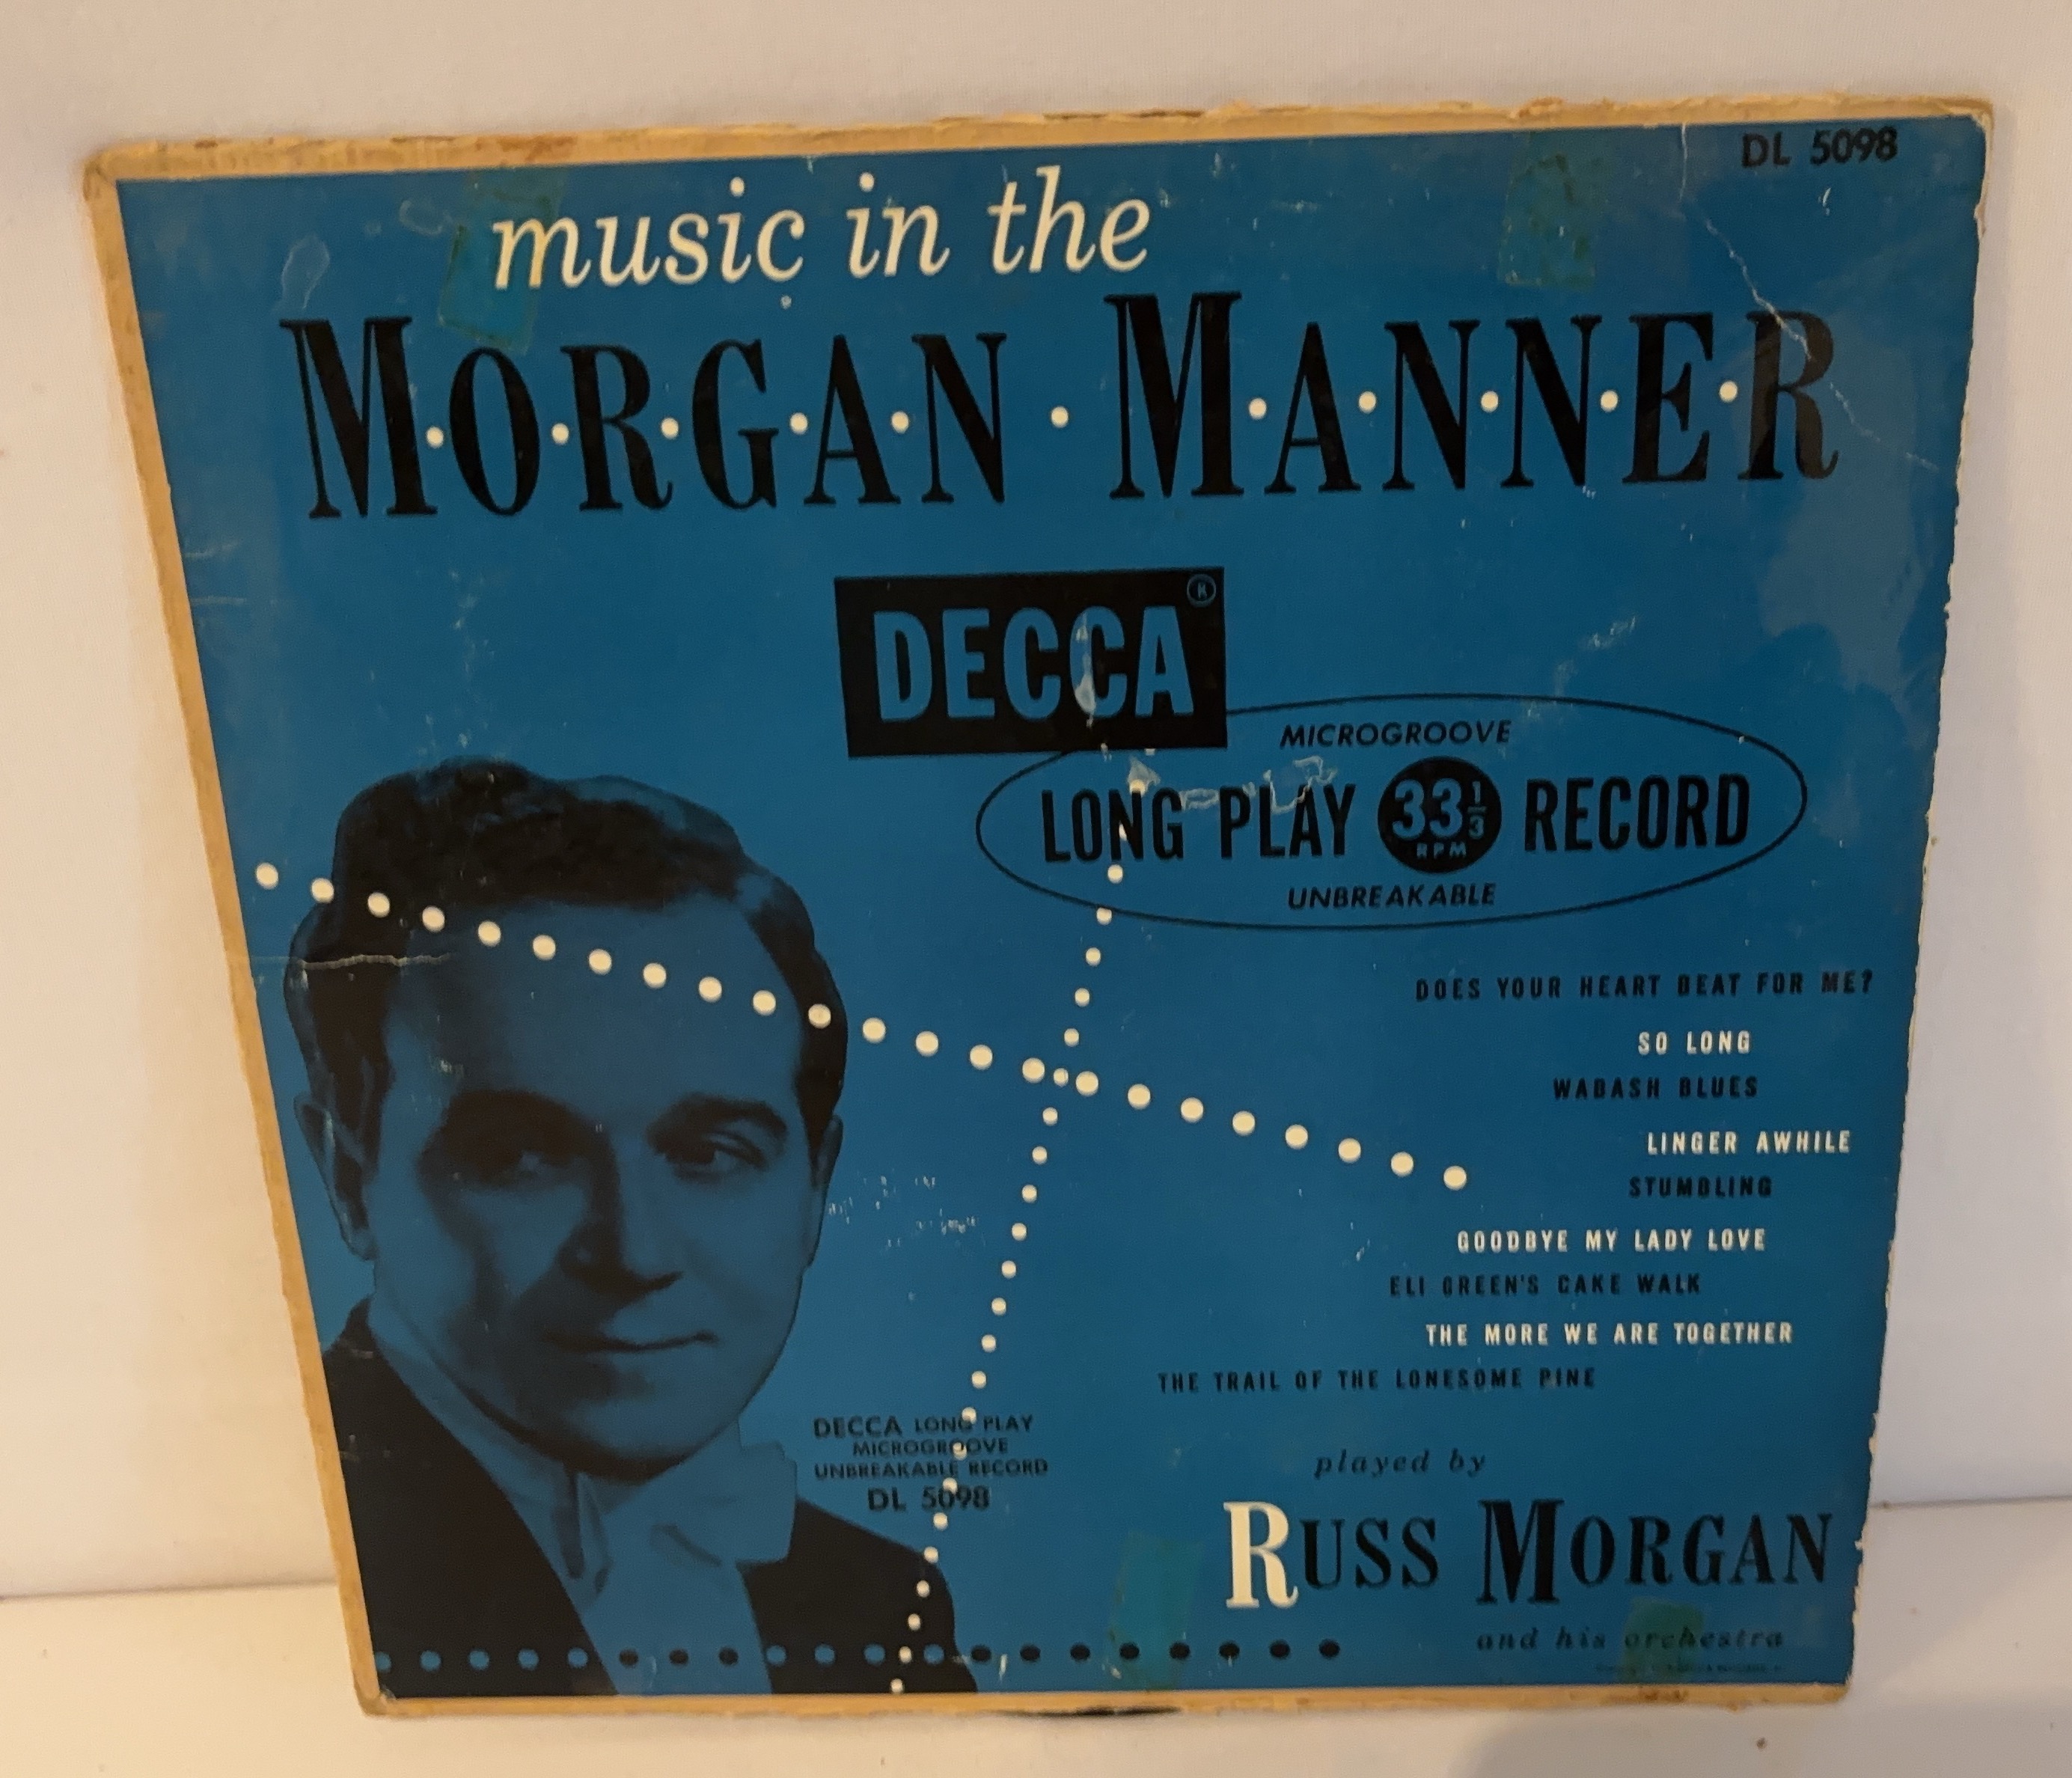 DL 5098
music in the
M·O·R·G·A·N · M·A·N·N·E·R
DECCA®
MICROGROOVE
LONG PLAY 33 1/3 RPM RECORD
UNBREAKABLE
DOES YOUR HEART BEAT FOR ME?
SO LONG
WABASH BLUES
LINGER AWHILE
STUMBLING
GOODBYE MY LADY LOVE
ELI GREEN'S CAKE WALK
THE MORE WE ARE TOGETHER
THE TRAIL OF THE LONESOME PINE
DECCA LONG PLAY
MICROGROOVE
UNBREAKABLE RECORD
DL 5098
played by
RUSS MORGAN
and his orchestra